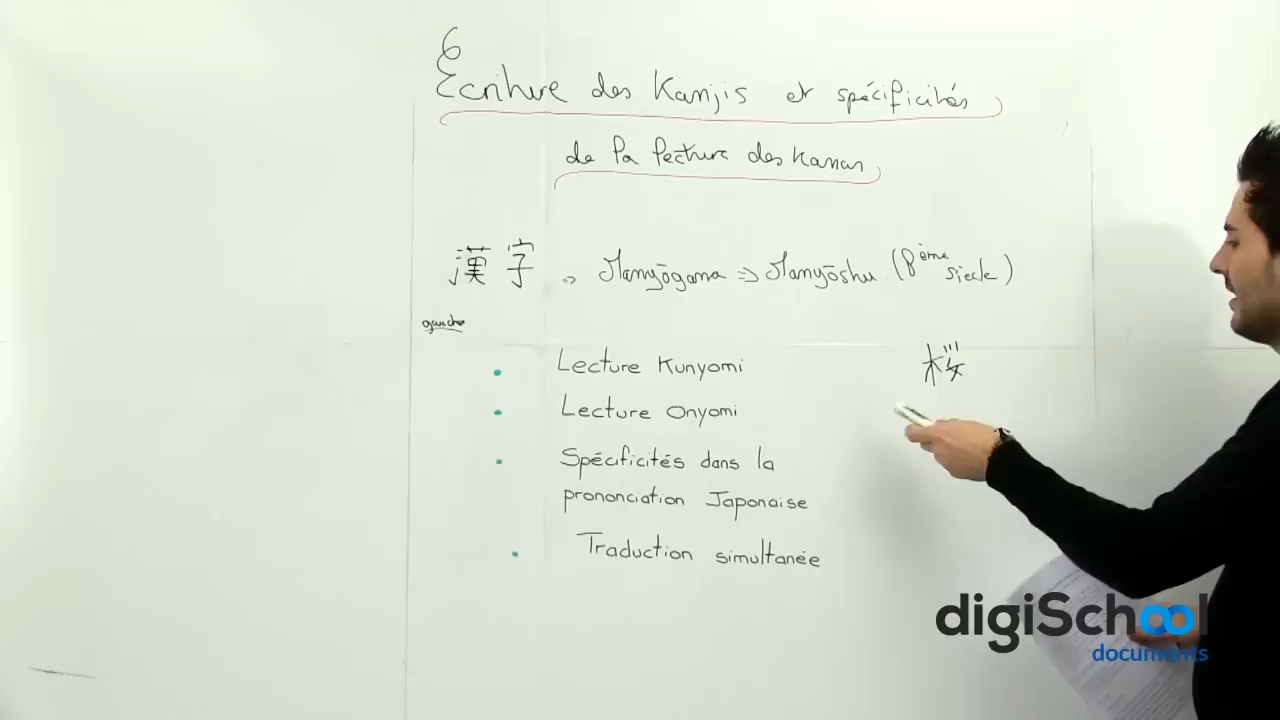 Écriture des Kanjis et spécificités
de la lecture des Kanas
漢字 => Manyōgana => Manyōshu (8ème siècle)
gauche
• Lecture Kunyomi
桜
• Lecture Onyomi
• Spécificités dans la
prononciation Japonaise
• Traduction simultanée
digiSchool
documents